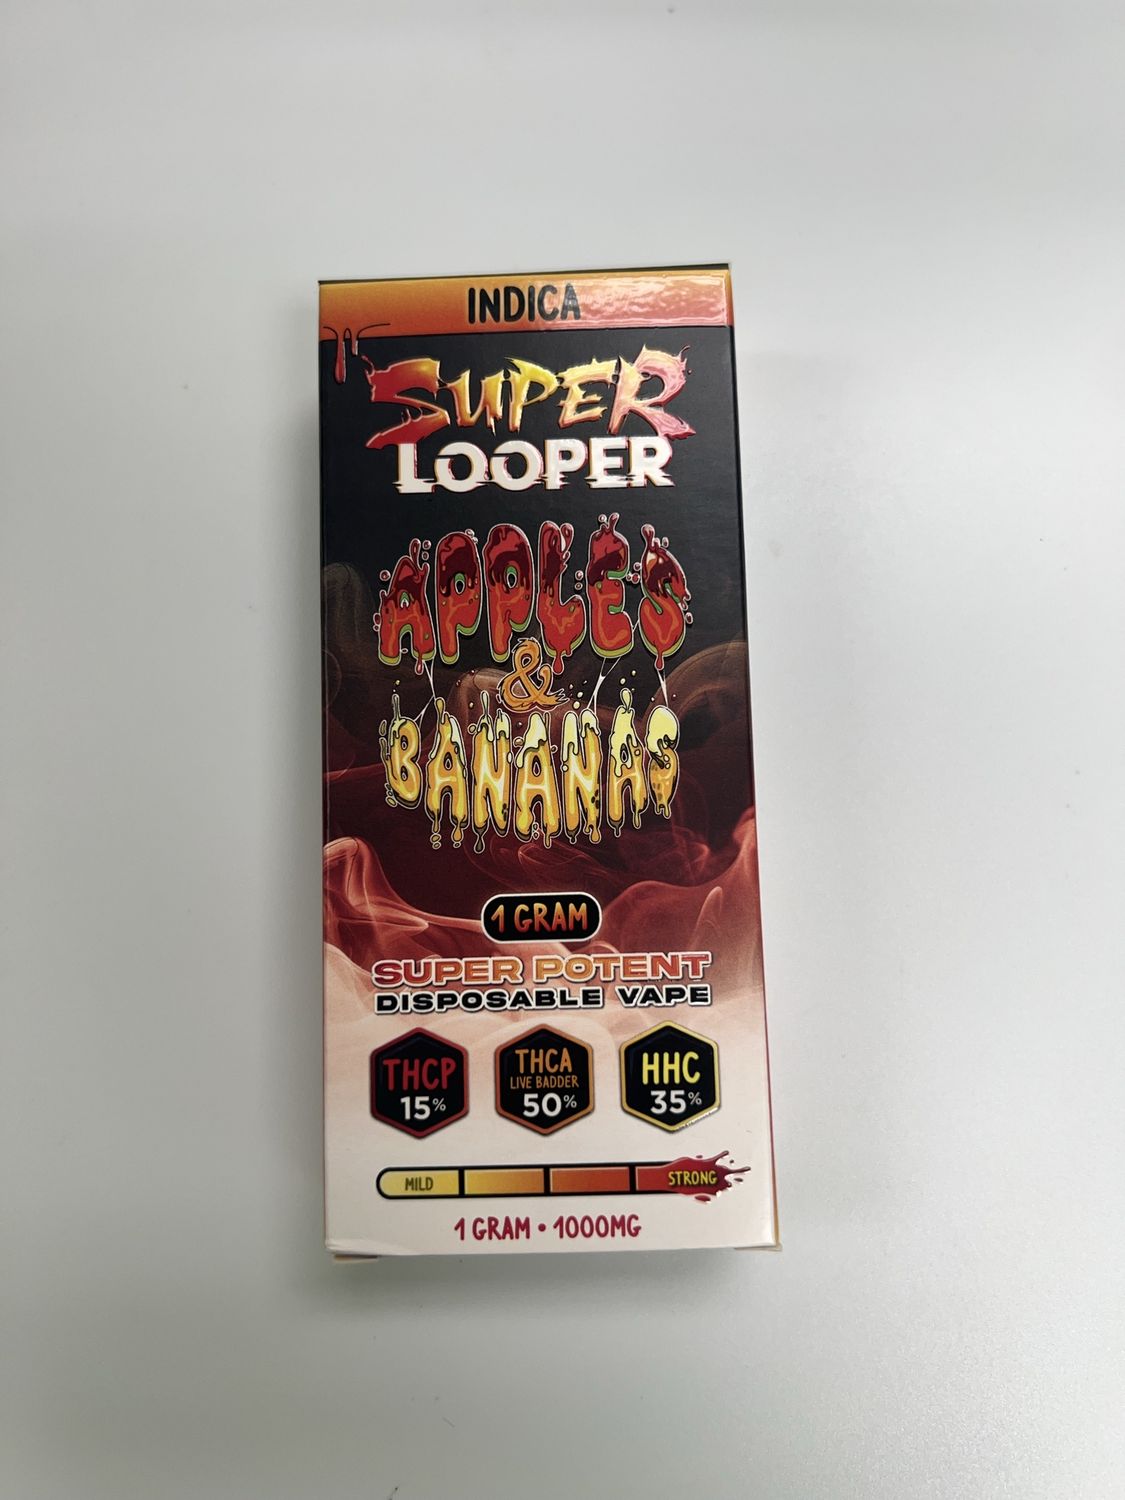 INDICA
SUPER
LOOPER
APPLES
&
BANANAS
1 GRAM
SUPER POTENT
DISPOSABLE VAPE
THCP
15%
THCA
LIVE BADDER
50%
HHC
35%
MILD
STRONG
1 GRAM • 1000MG